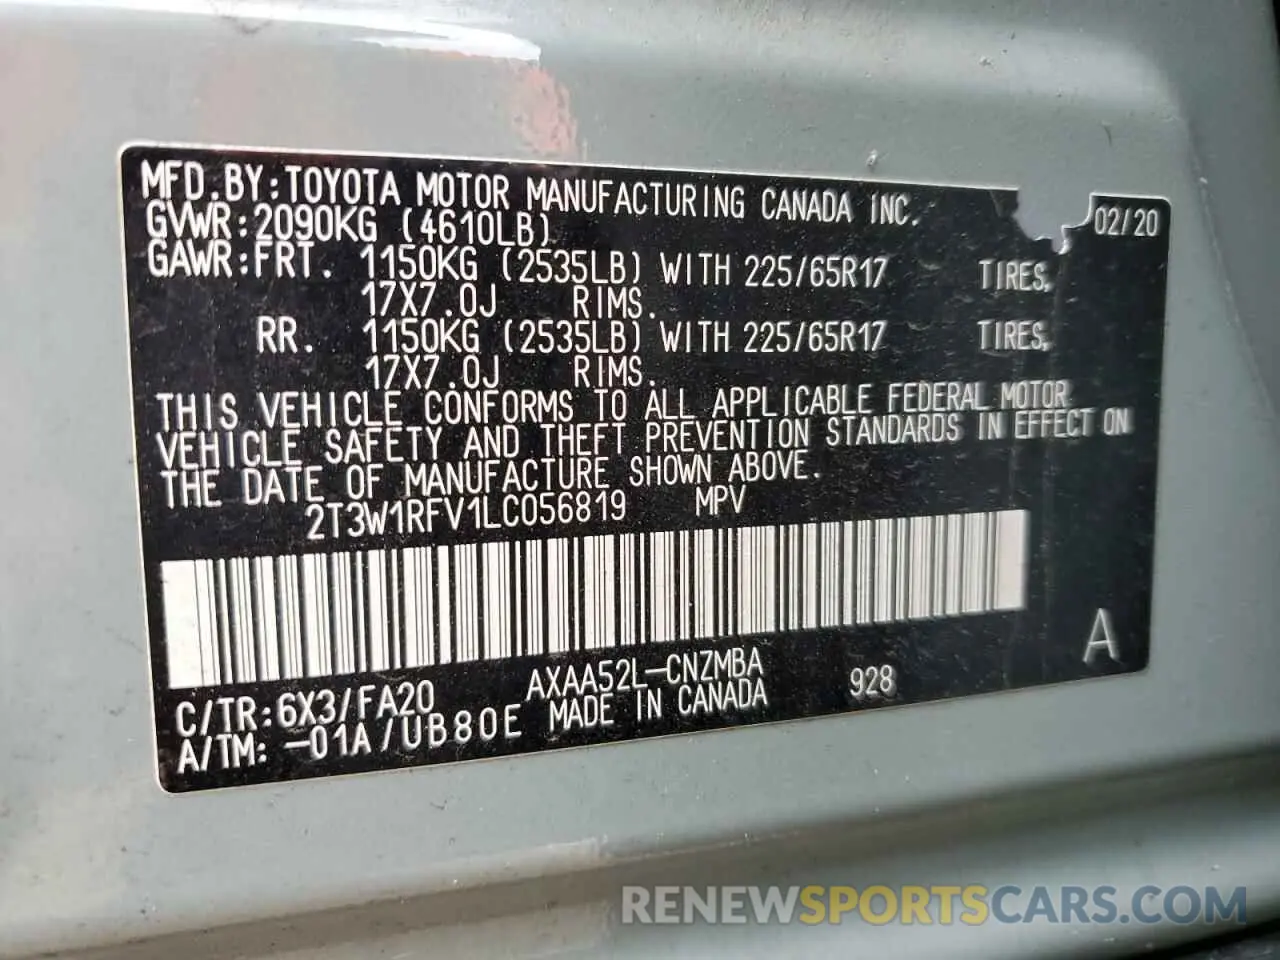 MFD.BY:TOYOTA MOTOR MANUFACTURING CANADA INC. 02/20
GVWR:2090KG (4610LB)
GAWR:FRT. 1150KG (2535LB) WITH 225/65R17 TIRES,
17X7.0J RIMS.
RR. 1150KG (2535LB) WITH 225/65R17 TIRES,
17X7.0J RIMS.
THIS VEHICLE CONFORMS TO ALL APPLICABLE FEDERAL MOTOR
VEHICLE SAFETY AND THEFT PREVENTION STANDARDS IN EFFECT ON
THE DATE OF MANUFACTURE SHOWN ABOVE.
2T3W1RFV1LC056819 MPV
A
C/TR:6X3/FA20 AXAA52L-CNZMBA 928
A/TM: -01A/UB80E MADE IN CANADA
RENEWSPORTSCARS.COM